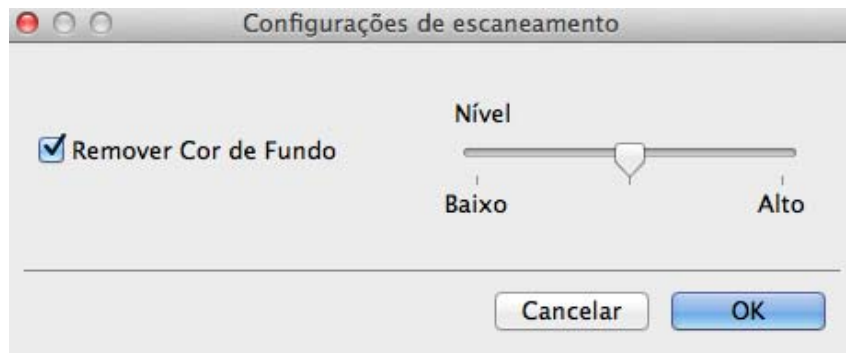 Configurações de escaneamento
Nível
Remover Cor de Fundo
Baixo
Alto
Cancelar
OK